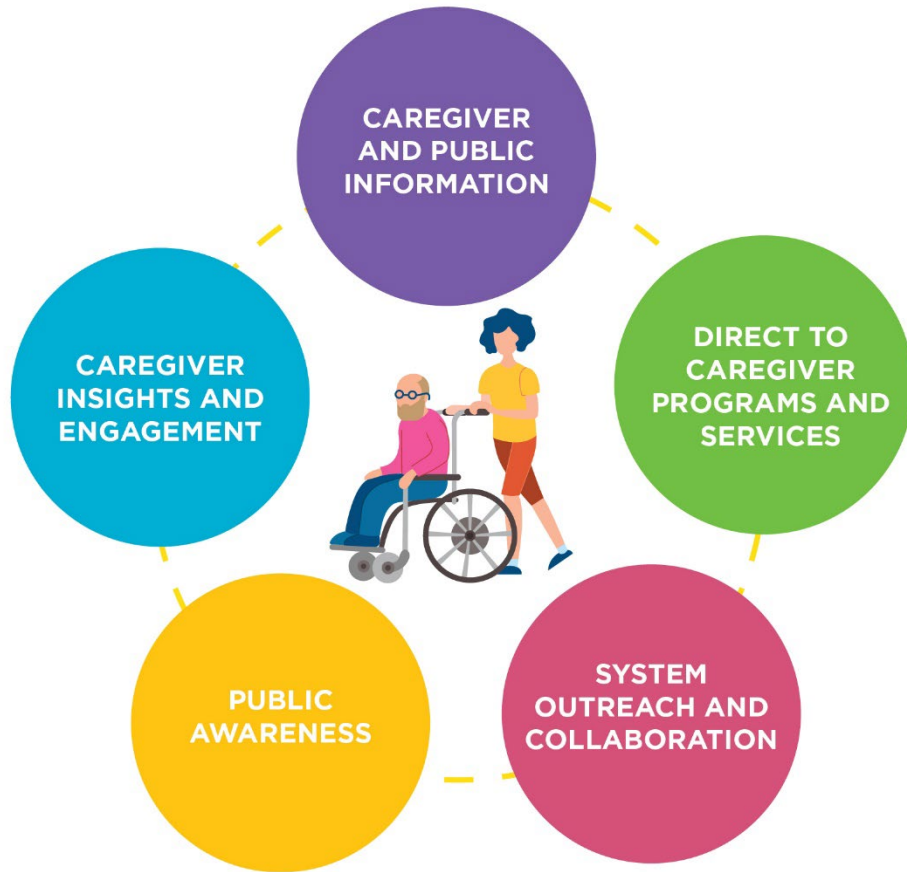 CAREGIVER
AND PUBLIC
INFORMATION
DIRECT TO
CAREGIVER
PROGRAMS AND
SERVICES
SYSTEM
OUTREACH AND
COLLABORATION
PUBLIC
AWARENESS
CAREGIVER
INSIGHTS AND
ENGAGEMENT